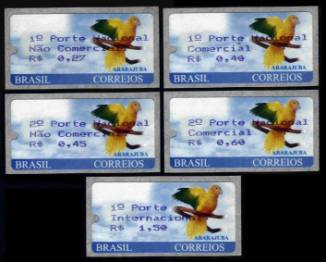 1º Porte Nacional
Não Comercial
R$ 0,27
ARARAJUBA
BRASIL CORREIOS
1º Porte Nacional
Comercial
R$ 0,40
ARARAJUBA
BRASIL CORREIOS
2º Porte Nacional
Não Comercial
R$ 0,45
ARARAJUBA
BRASIL CORREIOS
2º Porte Nacional
Comercial
R$ 0,60
ARARAJUBA
BRASIL CORREIOS
1º Porte
Internacional
R$ 1,50
ARARAJUBA
BRASIL CORREIOS